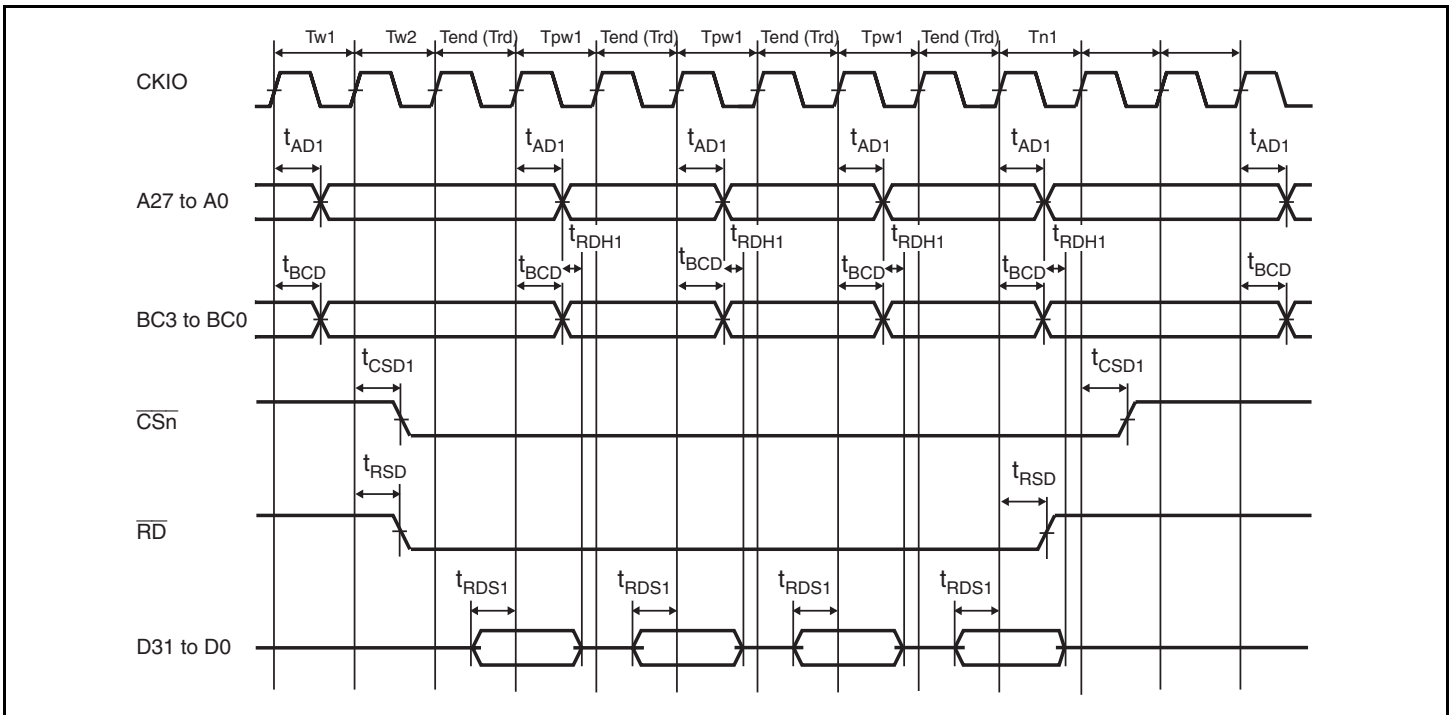 Tw1 Tw2 Tend (Trd) Tpw1 Tend (Trd) Tpw1 Tend (Trd) Tpw1 Tend (Trd) Tn1
CKIO
tAD1 tAD1 tAD1 tAD1 tAD1 tAD1
A27 to A0
tRDH1 tRDH1 tRDH1 tRDH1
tBCD tBCD tBCD tBCD tBCD tBCD
BC3 to BC0
tCSD1 tCSD1
CSn
tRSD tRSD
RD
tRDS1 tRDS1 tRDS1 tRDS1
D31 to D0